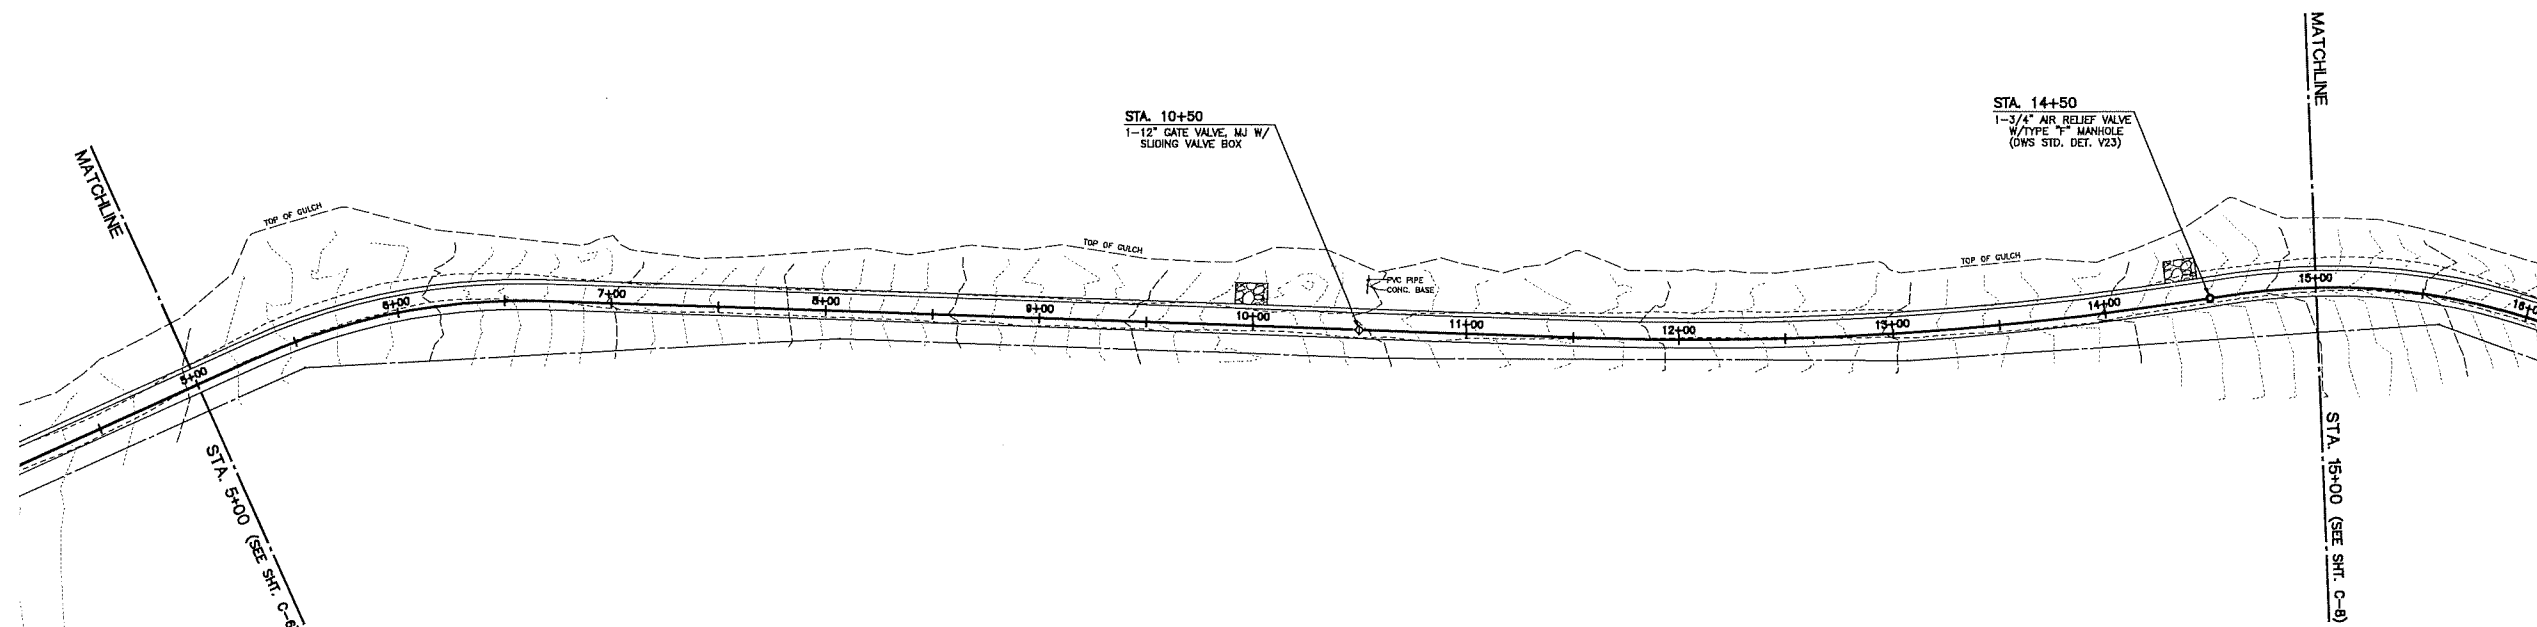 MATCHLINE
STA. 5+00 (SEE SHT. C-6)
TOP OF GULCH
5+00
6+00
7+00
8+00
9+00
10+00
11+00
12+00
13+00
14+00
15+00
16+0
TOP OF GULCH
STA. 10+50
1-12" GATE VALVE, MJ W/
SLIDING VALVE BOX
PVC PIPE
CONC. BASE
TOP OF GULCH
STA. 14+50
1-3/4" AIR RELIEF VALVE
W/TYPE "F" MANHOLE
(DWS STD. DET. V23)
MATCHLINE
STA. 15+00 (SEE SHT. C-8)